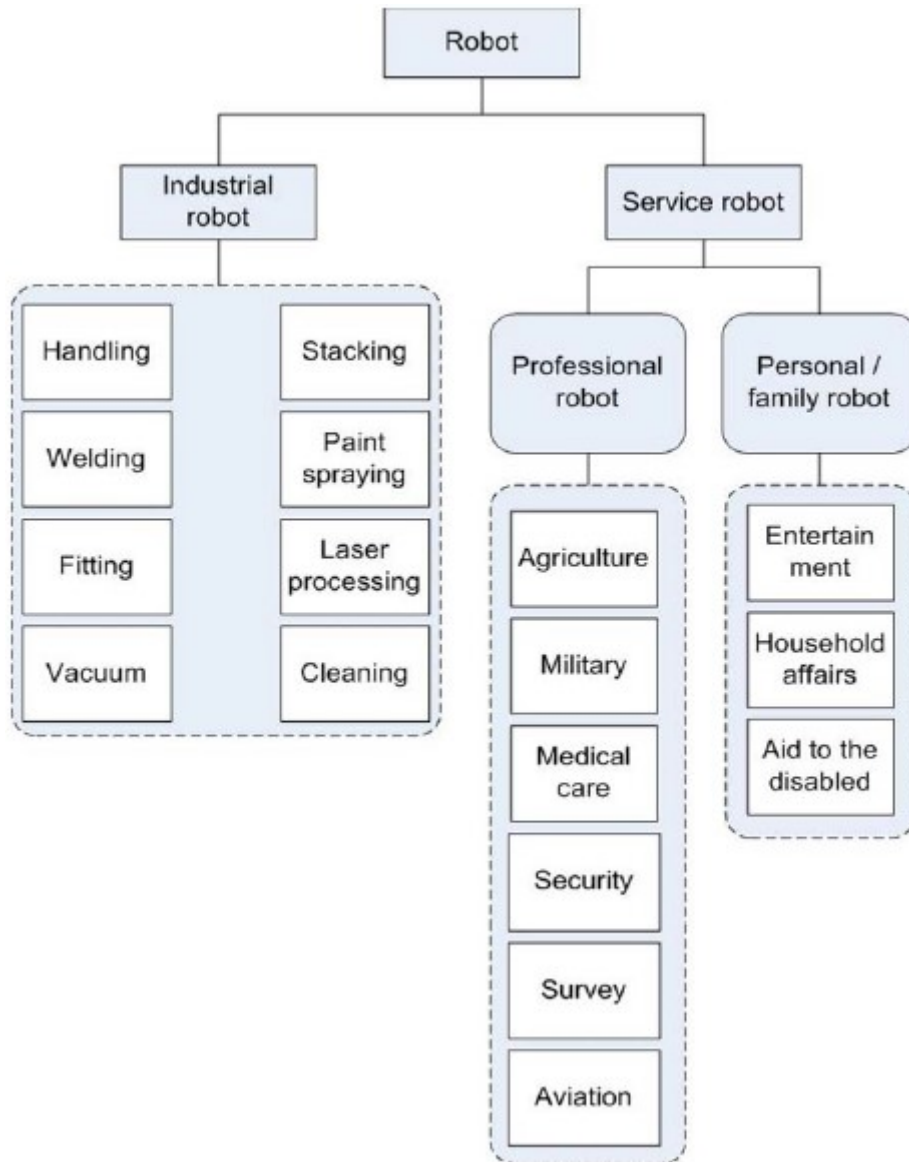 Robot
Industrial
robot
Service robot
Handling
Stacking
Welding
Paint
spraying
Fitting
Laser
processing
Vacuum
Cleaning
Professional
robot
Personal /
family robot
Agriculture
Military
Medical
care
Security
Survey
Aviation
Entertain
ment
Household
affairs
Aid to the
disabled